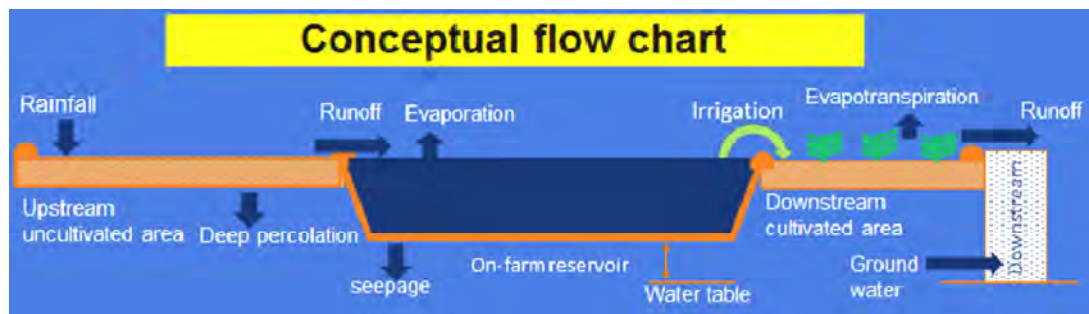 Conceptual flow chart
Rainfall
Runoff
Evaporation
Irrigation
Evapotranspiration
Runoff
Upstream
uncultivated area
Deep percolation
seepage
On-farm reservoir
Water table
Downstream
cultivated area
Ground
water
Downstream